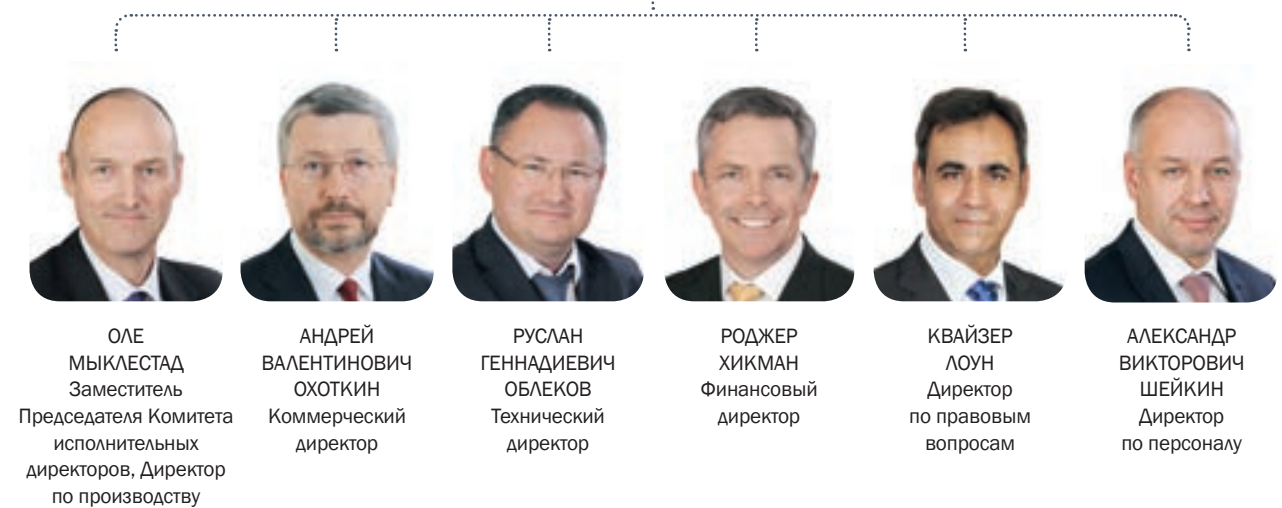 ОЛЕ
МЫКЛЕСТАД
Заместитель
Председателя Комитета
исполнительных
директоров, Директор
по производству
АНДРЕЙ
ВАЛЕНТИНОВИЧ
ОХОТКИН
Коммерческий
директор
РУСЛАН
ГЕННАДИЕВИЧ
ОБЛЕКОВ
Технический
директор
РОДЖЕР
ХИКМАН
Финансовый
директор
КВАЙЗЕР
ЛОУН
Директор
по правовым
вопросам
АЛЕКСАНДР
ВИКТОРОВИЧ
ШЕЙКИН
Директор
по персоналу